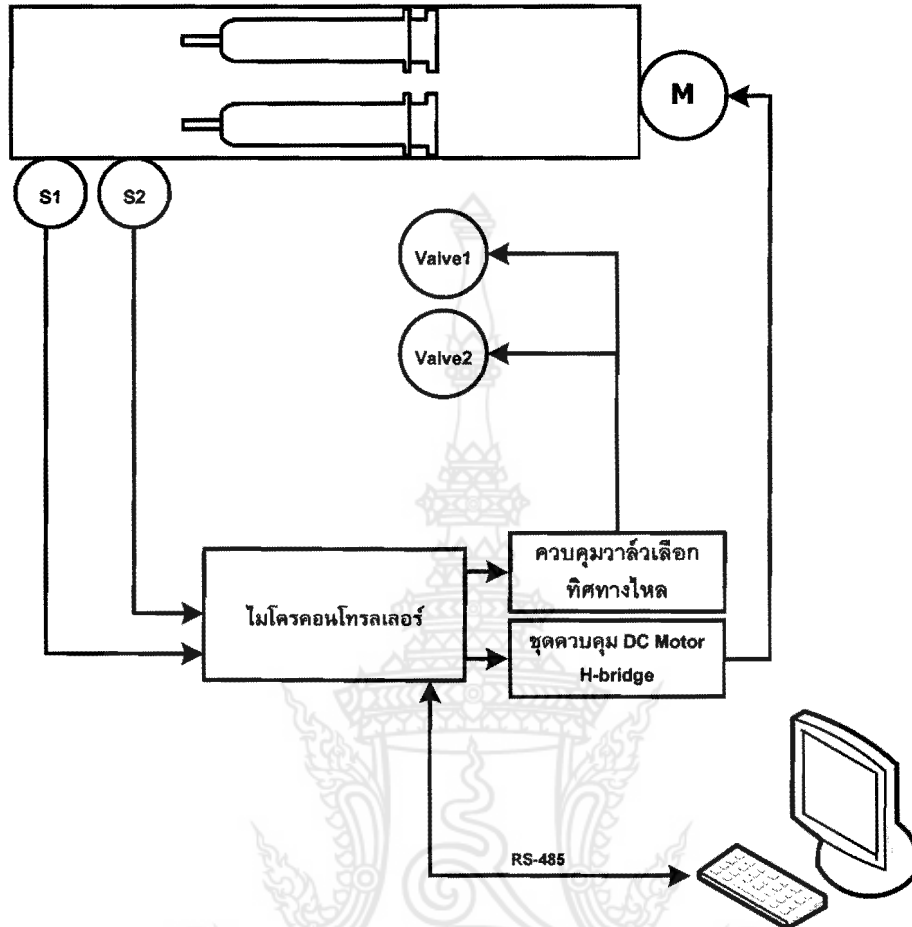 M
S1
S2
Valve1
Valve2
ควบคุมวาล์วเลือก
ทิศทางไหล
ไมโครคอนโทรลเลอร์
ชุดควบคุม DC Motor
H-bridge
RS-485